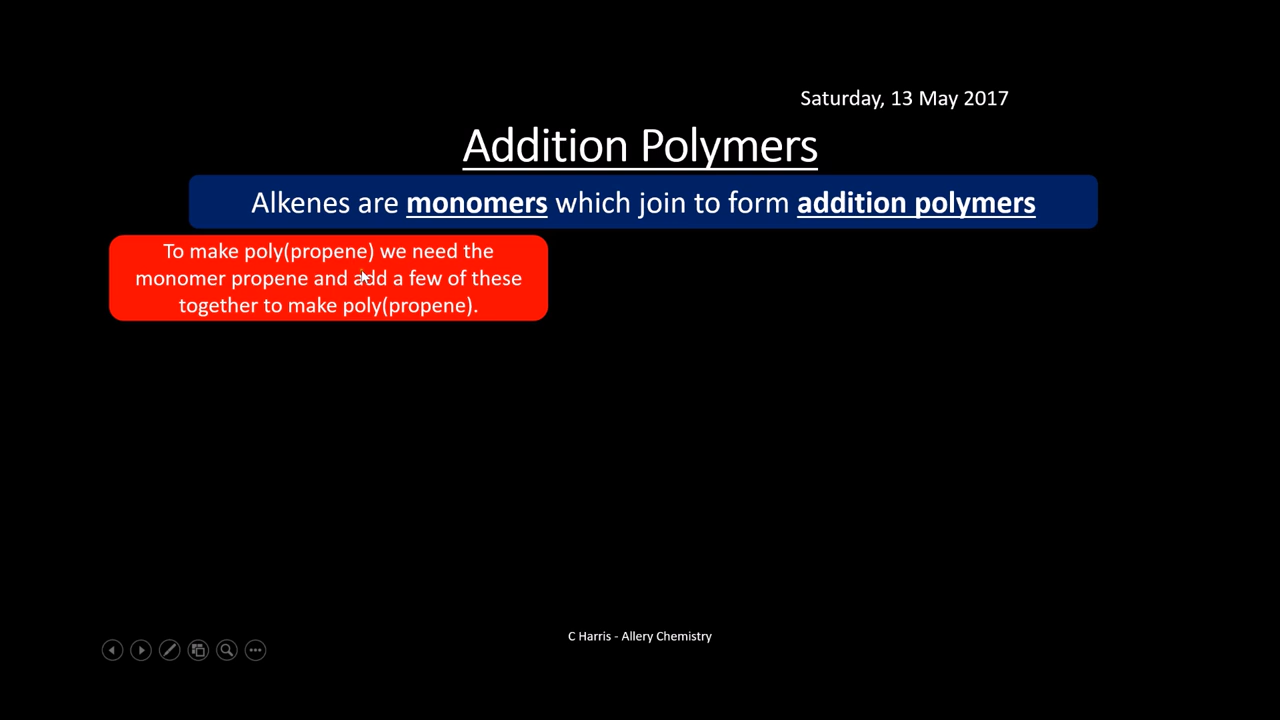 Saturday, 13 May 2017
Addition Polymers
Alkenes are monomers which join to form addition polymers
To make poly(propene) we need the
monomer propene and add a few of these
together to make poly(propene).
C Harris - Allery Chemistry